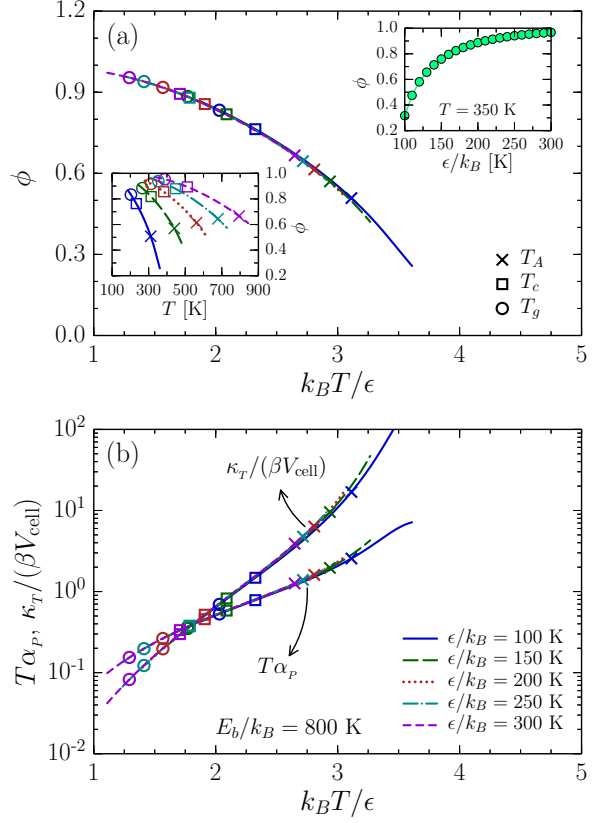 (a)
1.2
0.9
0.6
0.3
0.0
ϕ
1 2 3 4 5
k_BT/ϵ
1.0
0.8
0.6
0.4
0.2
ϕ
100 150 200 250 300
ϵ/k_B [K]
T = 350 K
1.0
0.8
0.6
0.4
0.2
ϕ
100 300 500 700 900
T [K]
T_A
T_c
T_g
(b)
10^2
10^1
10^0
10^-1
10^-2
Tα_P, κ_T/(βV_cell)
κ_T/(βV_cell)
Tα_P
E_b/k_B = 800 K
ϵ/k_B = 100 K
ϵ/k_B = 150 K
ϵ/k_B = 200 K
ϵ/k_B = 250 K
ϵ/k_B = 300 K
1 2 3 4 5
k_BT/ϵ